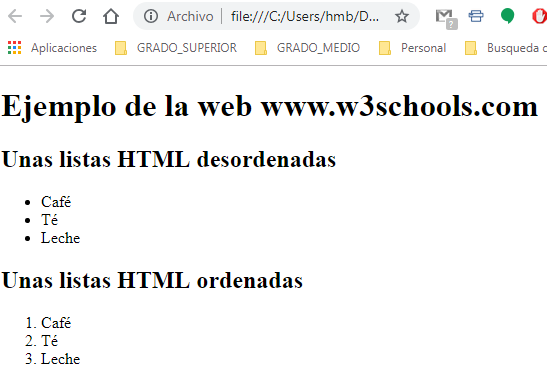 Archivo | file:///C:/Users/hmb/D...
Aplicaciones GRADO_SUPERIOR GRADO_MEDIO Personal Busqueda
Ejemplo de la web www.w3schools.com
Unas listas HTML desordenadas
• Café
• Té
• Leche
Unas listas HTML ordenadas
1. Café
2. Té
3. Leche